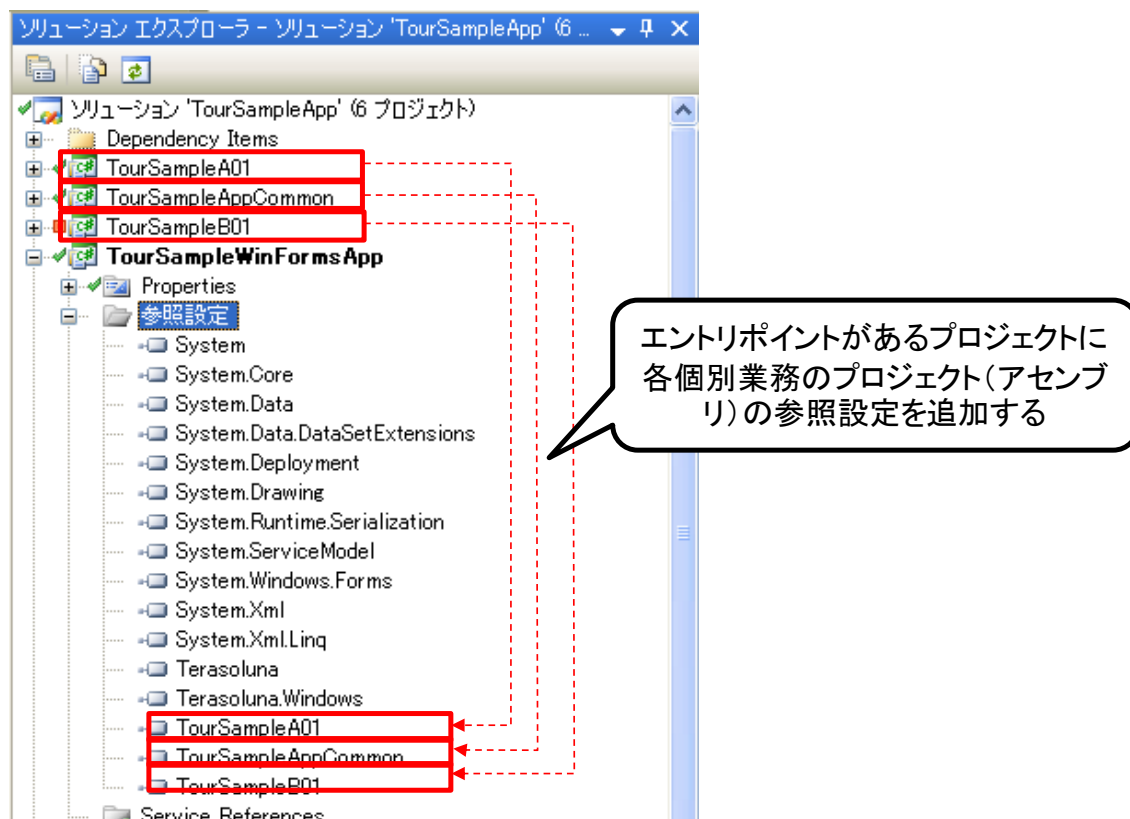 ソリューション エクスプローラ - ソリューション 'TourSampleApp' (6 ...
ソリューション 'TourSampleApp' (6 プロジェクト)
Dependency Items
TourSampleA01
TourSampleAppCommon
TourSampleB01
TourSampleWinFormsApp
Properties
参照設定
System
System.Core
System.Data
System.Data.DataSetExtensions
System.Deployment
System.Drawing
System.Runtime.Serialization
System.ServiceModel
System.Windows.Forms
System.Xml
System.Xml.Linq
Terasoluna
Terasoluna.Windows
TourSampleA01
TourSampleAppCommon
TourSampleB01
Service References
エントリポイントがあるプロジェクトに
各個別業務のプロジェクト(アセンブ
リ)の参照設定を追加する